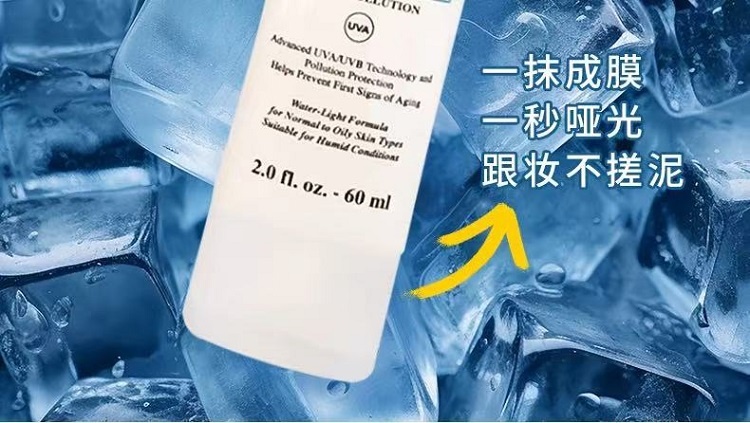 UVA
Advanced UVA/UVB Technology and
Pollution Protection
Helps Prevent First Signs of Aging
Water-Light Formula
for Normal to Oily Skin Types
Suitable for Humid Conditions
2.0 fl. oz. - 60 ml
一抹成膜
一秒哑光
跟妆不搓泥